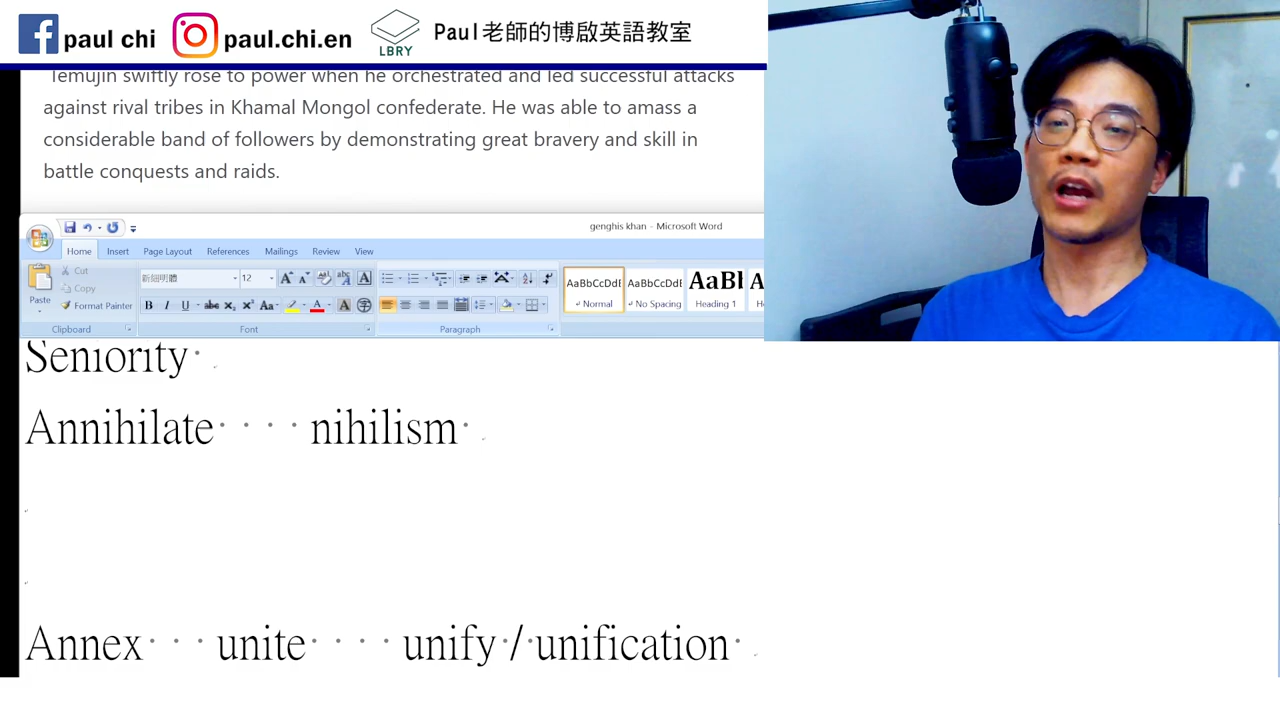 paul chi
paul.chi.en
LBRY
Paul老師的博啟英語教室
Temujin swiftly rose to power when he orchestrated and led successful attacks
against rival tribes in Khamal Mongol confederate. He was able to amass a
considerable band of followers by demonstrating great bravery and skill in
battle conquests and raids.
genghis khan - Microsoft Word
Home Insert Page Layout References Mailings Review View
Paste
Cut
Copy
Format Painter
Clipboard
新細明體 12
Font
Paragraph
AaBbCcDdE AaBbCcDdE AaBb
Normal No Spacing Heading 1
Seniority
Annihilate nihilism
Annex unite unify / unification